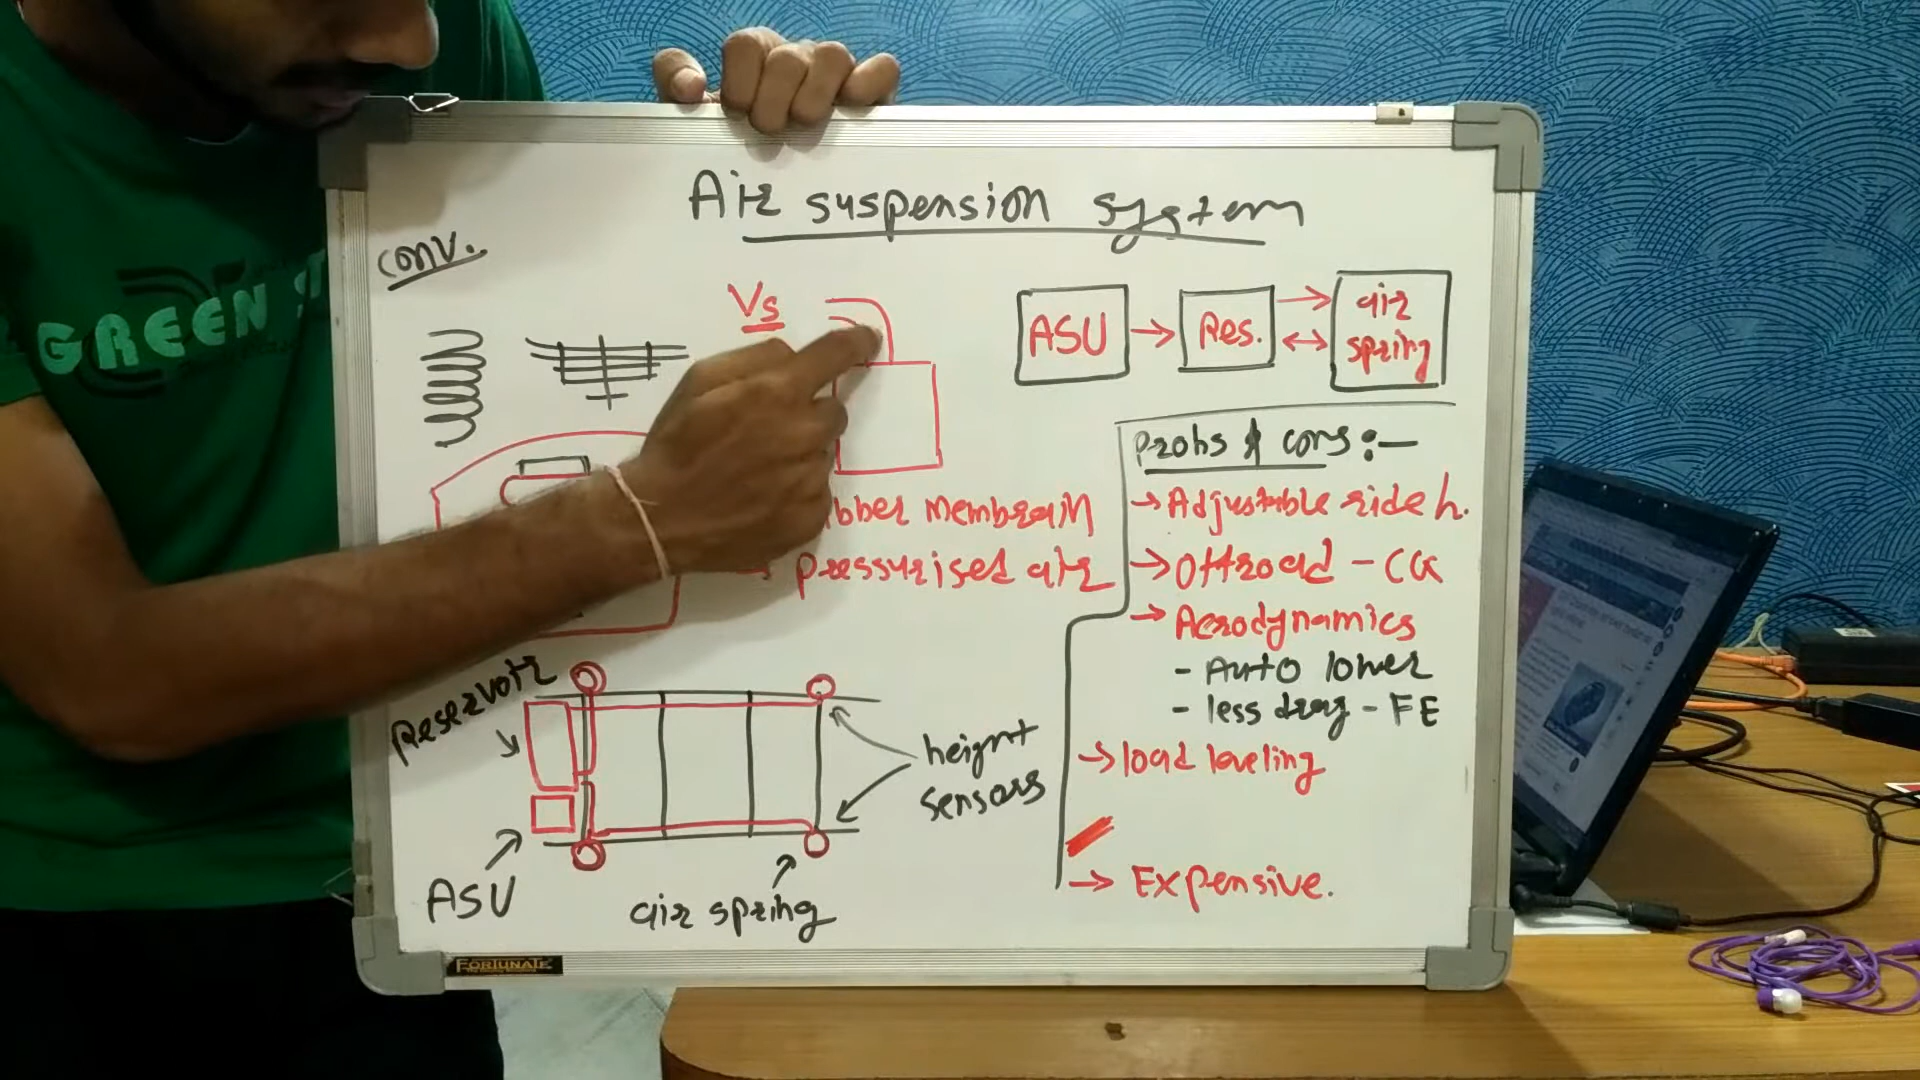 Air suspension system
conv.
Vs
ASU
Res.
air
spring
Probs & cons :-
→ Adjustable ride h.
→ Offroad - CG
→ Aerodynamics
- Auto lower
- less drag - FE
→ load leveling
→ Expensive.
membrain
pressurised air
Reservoir
height
sensors
ASU
air spring
GREEN
FORTUNATE